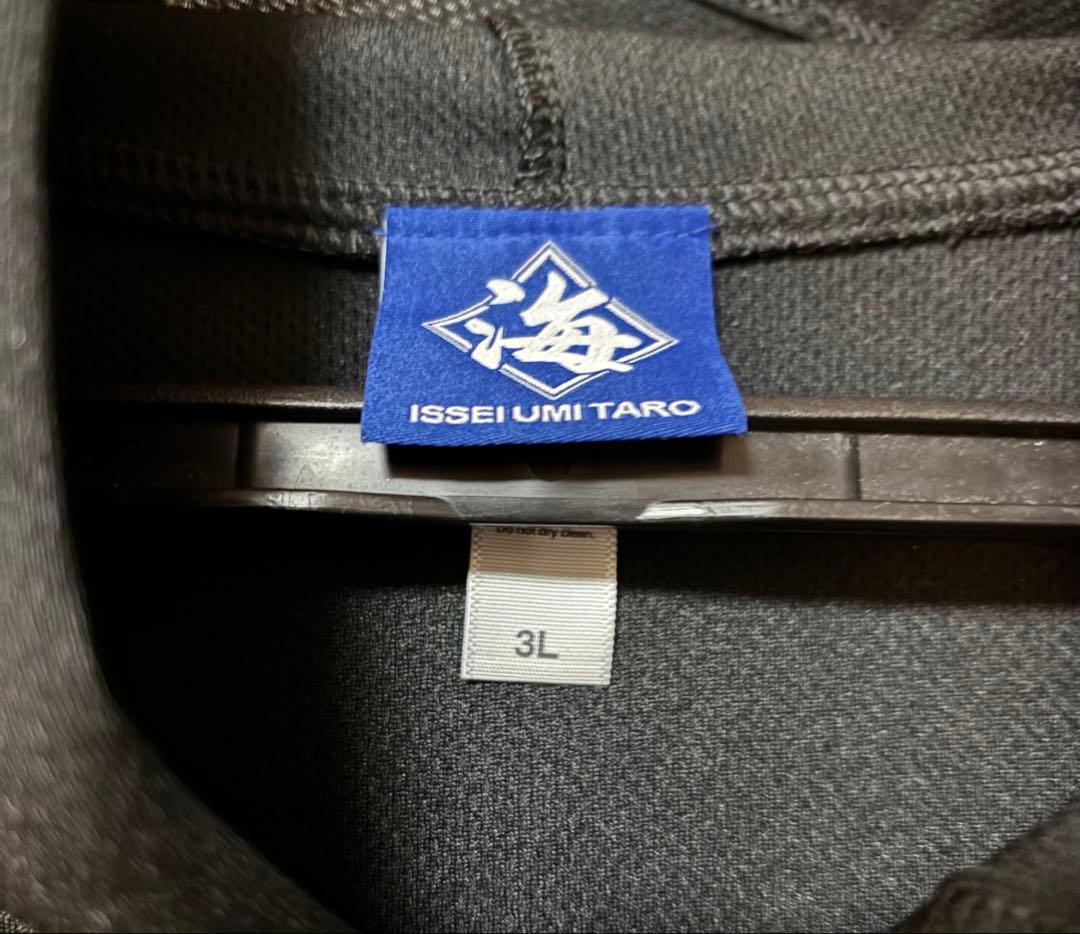 海
ISSEI UMI TARO
Do not dry clean.
3L